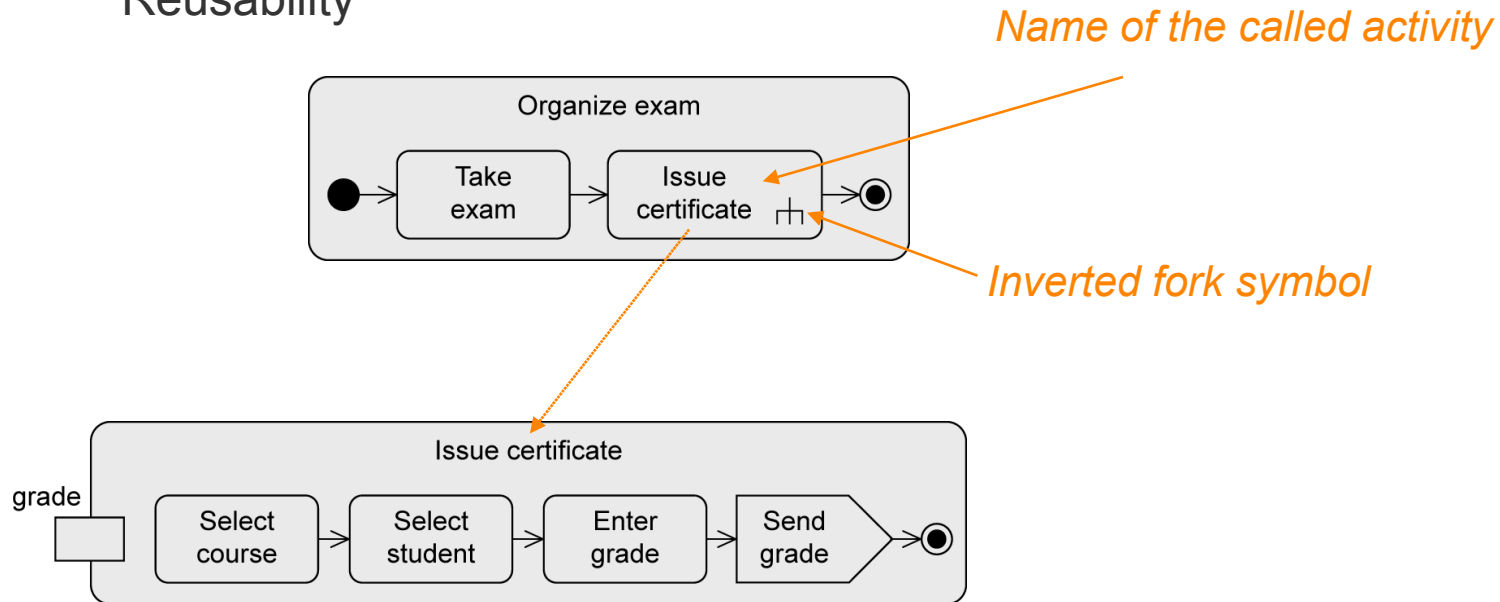 Reusability
Name of the called activity
Organize exam
Take
exam
Issue
certificate
Inverted fork symbol
Issue certificate
grade
Select
course
Select
student
Enter
grade
Send
grade